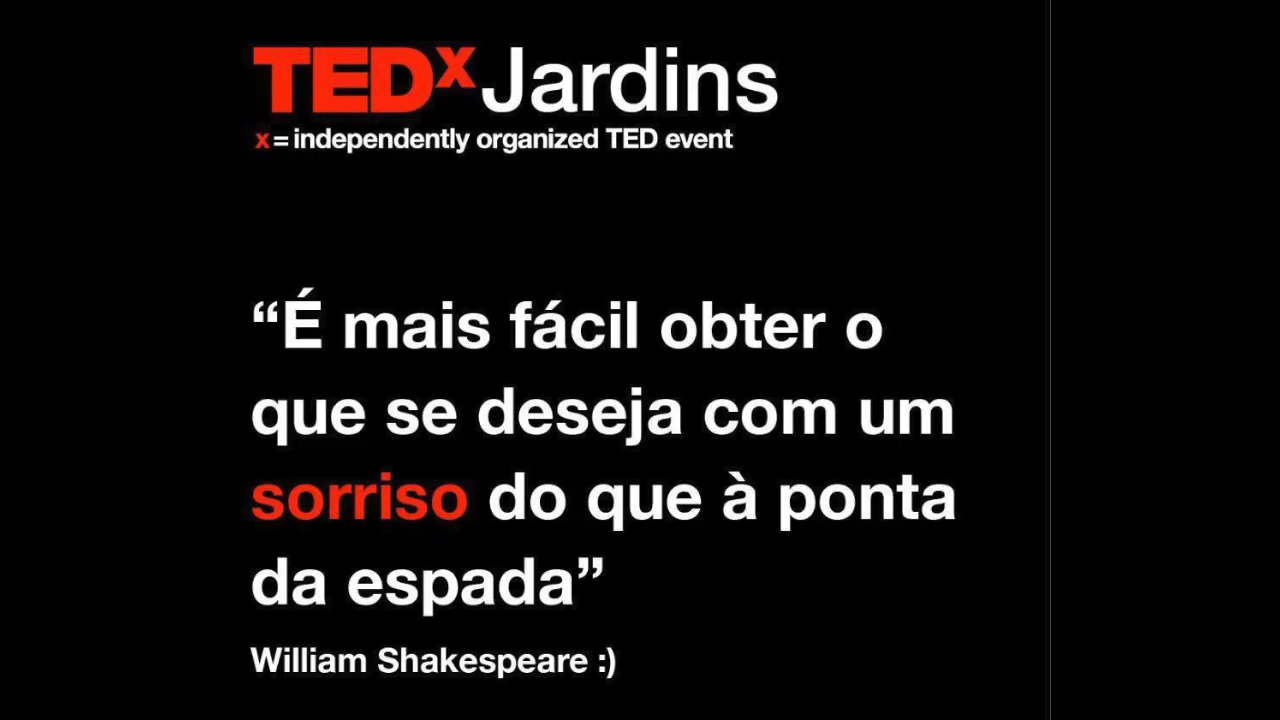 TEDxJardins
x = independently organized TED event
“É mais fácil obter o
que se deseja com um
sorriso do que à ponta
da espada”
William Shakespeare :)